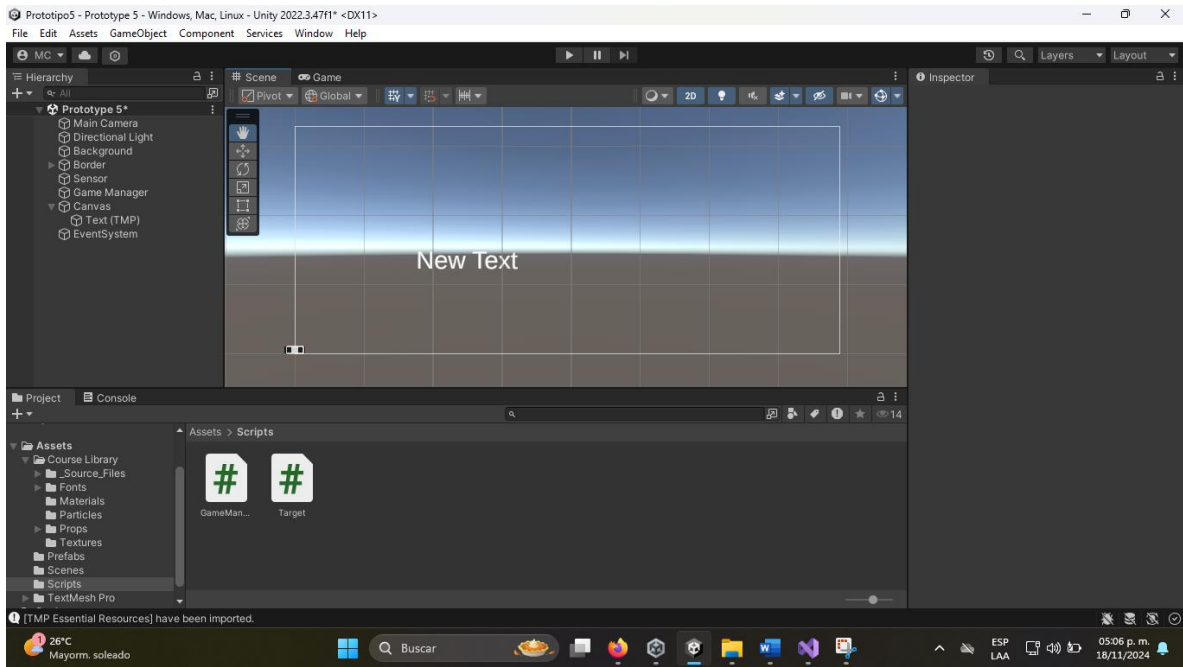 Prototipo5 - Prototype 5 - Windows, Mac, Linux - Unity 2022.3.47f1* <DX11>
File Edit Assets GameObject Component Services Window Help
MC Layers Layout
Hierarchy Scene Game Inspector
All Pivot Global 2D
Prototype 5*
Main Camera
Directional Light
Background
Border
Sensor
Game Manager
Canvas
Text (TMP)
EventSystem
New Text
Project Console
14
Assets > Scripts
Assets
Course Library
_Source_Files
Fonts
Materials
Particles
Props
Textures
Prefabs
Scenes
Scripts
TextMesh Pro
# #
GameMan... Target
[TMP Essential Resources] have been imported.
1 26°C
Mayorm. soleado
Buscar
ESP
LAA
05:06 p. m.
18/11/2024